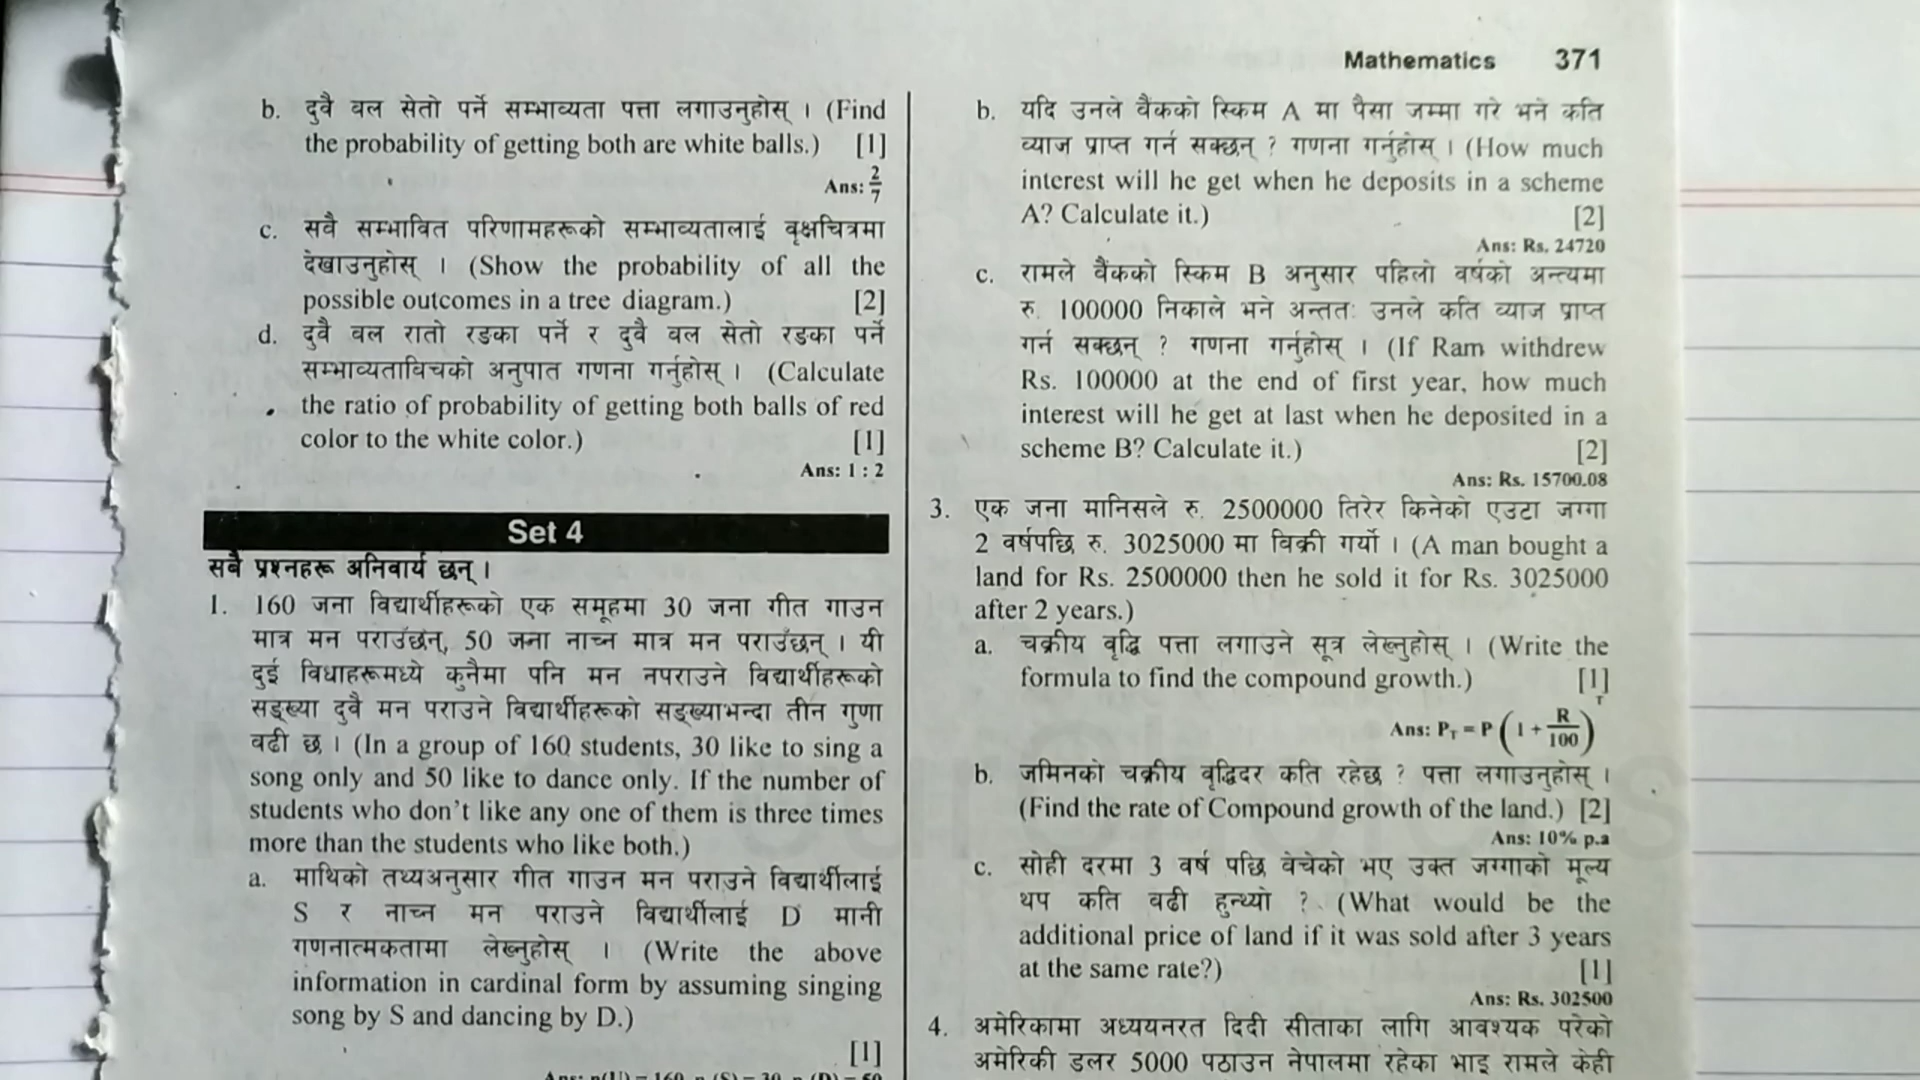 Mathematics 371
b. दुवै बल सेतो पर्ने सम्भाव्यता पत्ता लगाउनुहोस् । (Find
the probability of getting both are white balls.) [1]
Ans: 2/7
c. सबै सम्भावित परिणामहरूको सम्भाव्यतालाई वृक्षचित्रमा
देखाउनुहोस् । (Show the probability of all the
possible outcomes in a tree diagram.) [2]
d. दुवै बल रातो रङका पर्ने र दुवै बल सेतो रङका पर्ने
सम्भाव्यताबिचको अनुपात गणना गर्नुहोस् । (Calculate
the ratio of probability of getting both balls of red
color to the white color.) [1]
Ans: 1 : 2
Set 4
सबै प्रश्नहरू अनिवार्य छन् ।
1. 160 जना विद्यार्थीहरूको एक समूहमा 30 जना गीत गाउन
मात्र मन पराउँछन्, 50 जना नाच्न मात्र मन पराउँछन् । यी
दुई विधाहरूमध्ये कुनैमा पनि मन नपराउने विद्यार्थीहरूको
सङ्ख्या दुवै मन पराउने विद्यार्थीहरूको सङ्ख्याभन्दा तीन गुणा
बढी छ । (In a group of 160 students, 30 like to sing a
song only and 50 like to dance only. If the number of
students who don't like any one of them is three times
more than the students who like both.)
a. माथिको तथ्यअनुसार गीत गाउन मन पराउने विद्यार्थीलाई
S र नाच्न मन पराउने विद्यार्थीलाई D मानी
गणनात्मकतामा लेख्नुहोस् । (Write the above
information in cardinal form by assuming singing
song by S and dancing by D.)
[1]
b. यदि उनले बैंकको स्किम A मा पैसा जम्मा गरे भने कति
ब्याज प्राप्त गर्न सक्छन् ? गणना गर्नुहोस् । (How much
interest will he get when he deposits in a scheme
A? Calculate it.) [2]
Ans: Rs. 24720
c. रामले बैंकको स्किम B अनुसार पहिलो वर्षको अन्त्यमा
रु. 100000 निकाले भने अन्ततः उनले कति ब्याज प्राप्त
गर्न सक्छन् ? गणना गर्नुहोस् । (If Ram withdrew
Rs. 100000 at the end of first year, how much
interest will he get at last when he deposited in a
scheme B? Calculate it.) [2]
Ans: Rs. 15700.08
3. एक जना मानिसले रु. 2500000 तिरेर किनेको एउटा जग्गा
2 वर्षपछि रु. 3025000 मा बिक्री गर्यो । (A man bought a
land for Rs. 2500000 then he sold it for Rs. 3025000
after 2 years.)
a. चक्रीय वृद्धि पत्ता लगाउने सूत्र लेख्नुहोस् । (Write the
formula to find the compound growth.) [1]
Ans: P_T = P (1 + R/100)^T
b. जमिनको चक्रीय वृद्धिदर कति रहेछ ? पत्ता लगाउनुहोस् ।
(Find the rate of Compound growth of the land.) [2]
Ans: 10% p.a
c. सोही दरमा 3 वर्ष पछि बेचेको भए उक्त जग्गाको मूल्य
थप कति बढी हुन्थ्यो ? (What would be the
additional price of land if it was sold after 3 years
at the same rate?) [1]
Ans: Rs. 302500
4. अमेरिकामा अध्ययनरत दिदी सीताका लागि आवश्यक परेको
अमेरिकी डलर 5000 पठाउन नेपालमा रहेका भाइ रामले केही